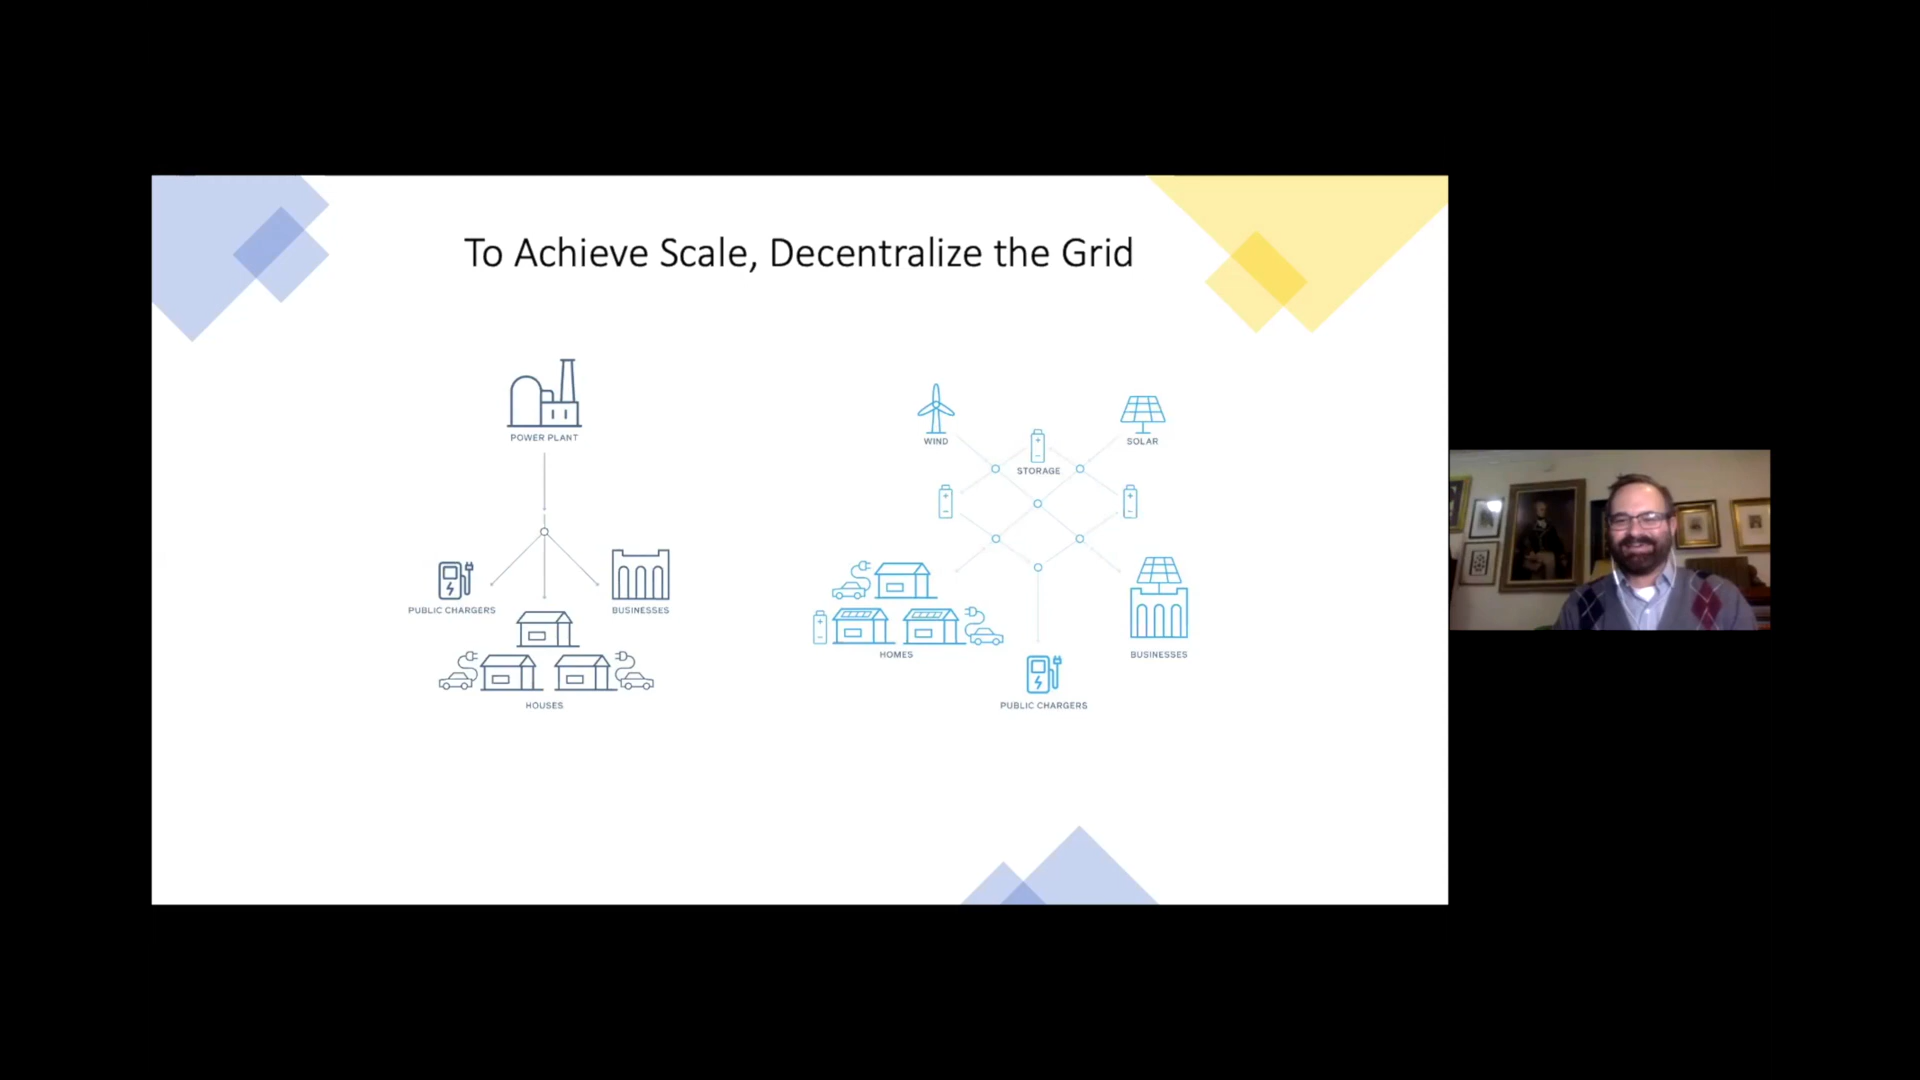 To Achieve Scale, Decentralize the Grid
POWER PLANT
PUBLIC CHARGERS
BUSINESSES
HOUSES
WIND
SOLAR
STORAGE
HOMES
BUSINESSES
PUBLIC CHARGERS